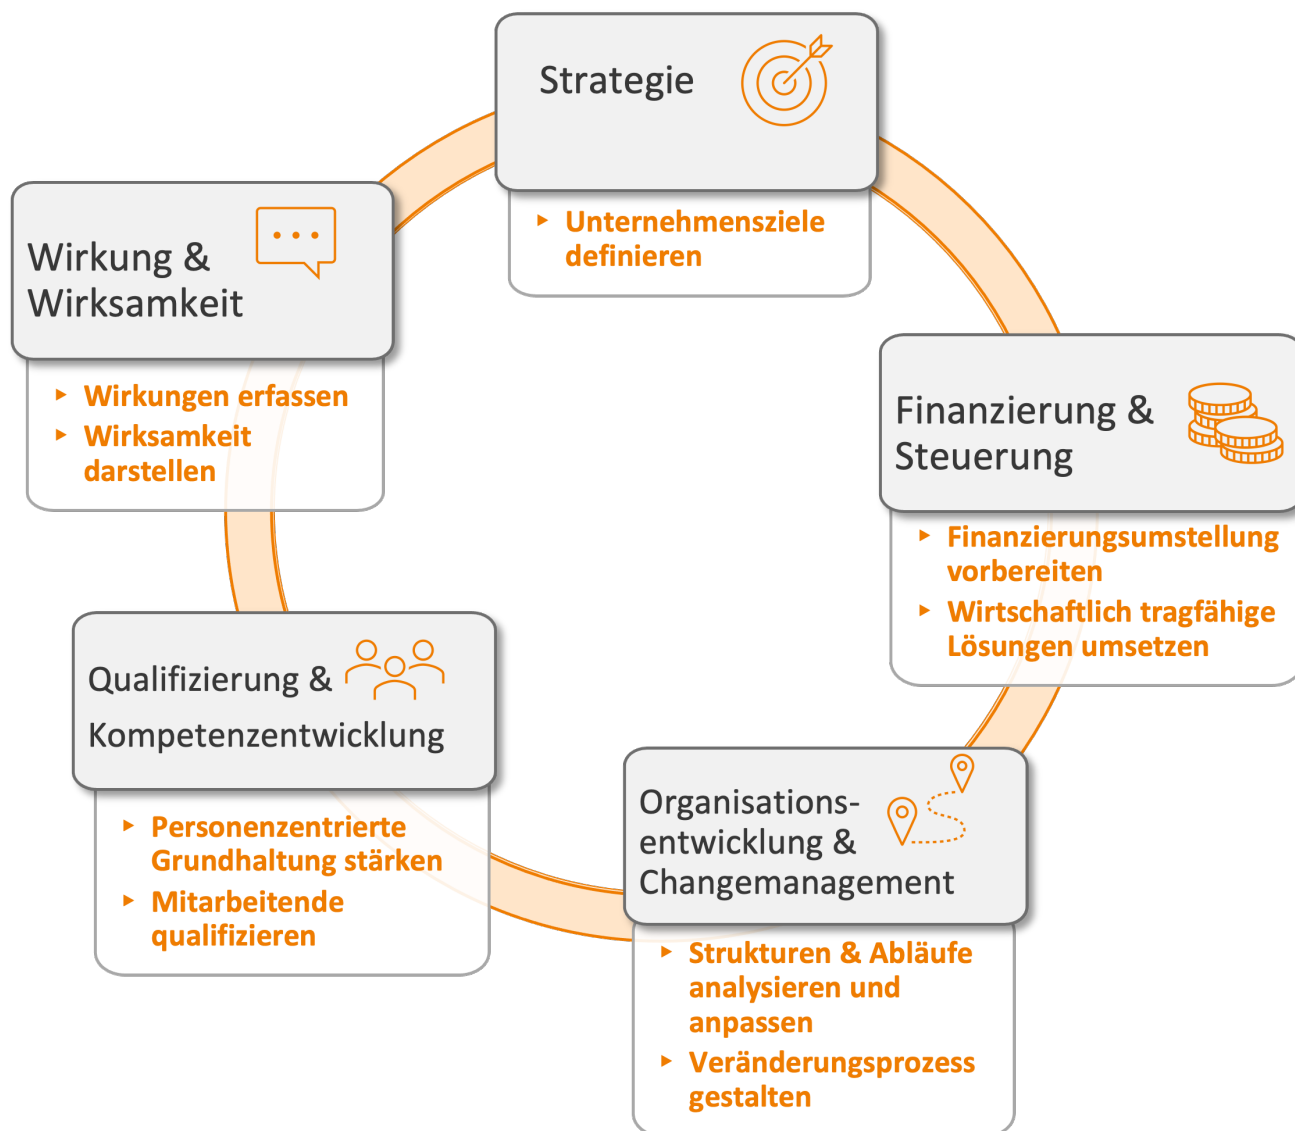 Strategie
▸ Unternehmensziele
definieren
Finanzierung &
Steuerung
▸ Finanzierungsumstellung
vorbereiten
▸ Wirtschaftlich tragfähige
Lösungen umsetzen
Organisations-
entwicklung &
Changemanagement
▸ Strukturen & Abläufe
analysieren und
anpassen
▸ Veränderungsprozess
gestalten
Qualifizierung &
Kompetenzentwicklung
▸ Personenzentrierte
Grundhaltung stärken
▸ Mitarbeitende
qualifizieren
Wirkung &
Wirksamkeit
▸ Wirkungen erfassen
▸ Wirksamkeit
darstellen